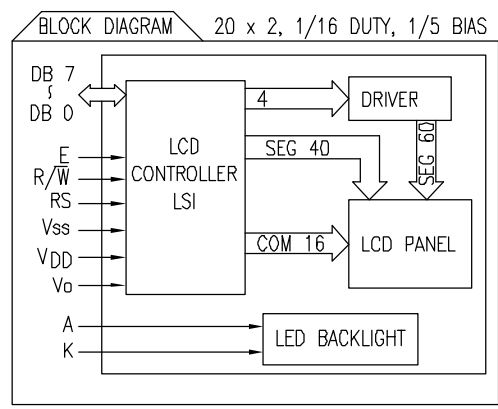 BLOCK DIAGRAM
20 x 2, 1/16 DUTY, 1/5 BIAS
DB 7
∫
DB 0
E
R/W̅
RS
Vss
VDD
Vo
A
K
LCD
CONTROLLER
LSI
4
DRIVER
SEG 40
SEG 60
COM 16
LCD PANEL
LED BACKLIGHT